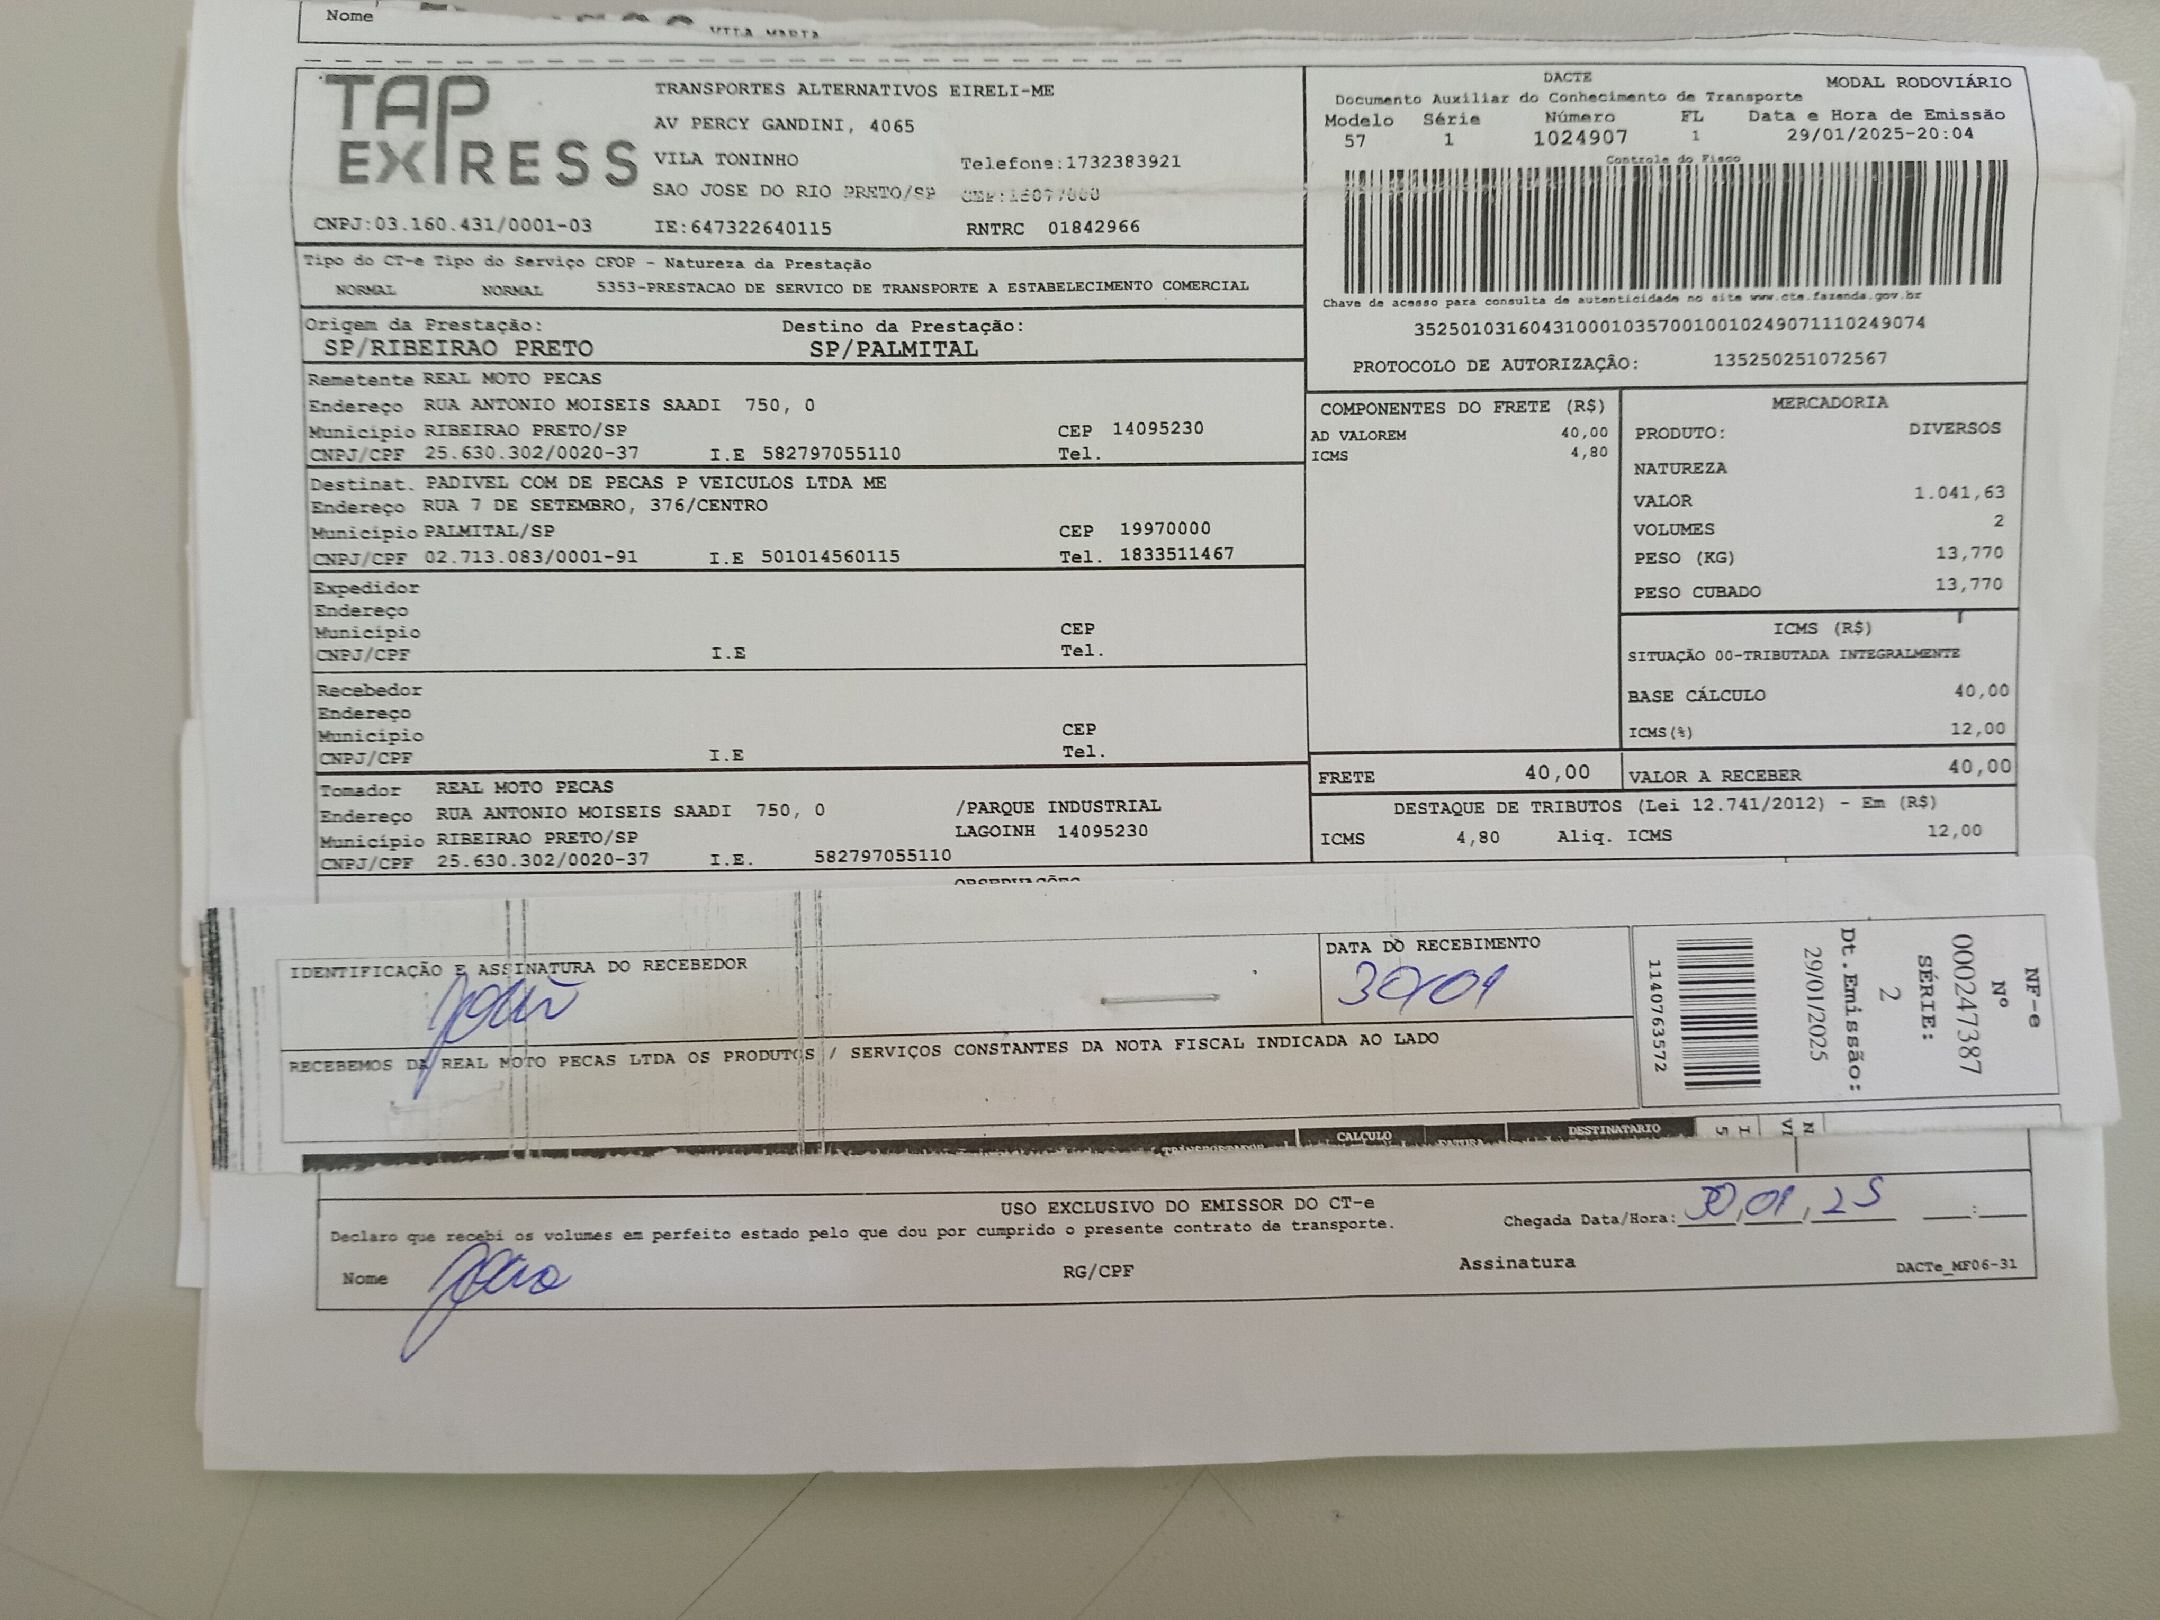 Nome
VILA MARIA
TAP EXPRESS
TRANSPORTES ALTERNATIVOS EIRELI-ME
AV PERCY GANDINI, 4065
VILA TONINHO Telefone:1732383921
SAO JOSE DO RIO PRETO/SP CEP:15077000
CNPJ:03.160.431/0001-03 IE:647322640115 RNTRC 01842966
DACTE MODAL RODOVIÁRIO
Documento Auxiliar do Conhecimento de Transporte
Modelo Série Número FL Data e Hora de Emissão
57 1 1024907 1 29/01/2025-20:04
Controle do Fisco
Chave de acesso para consulta de autenticidade no site www.cte.fazenda.gov.br
35250103160431000103570010010249071110249074
PROTOCOLO DE AUTORIZAÇÃO: 135250251072567
Tipo do CT-e Tipo do Serviço CFOP - Natureza da Prestação
NORMAL NORMAL 5353-PRESTACAO DE SERVICO DE TRANSPORTE A ESTABELECIMENTO COMERCIAL
Origem da Prestação: Destino da Prestação:
SP/RIBEIRAO PRETO SP/PALMITAL
Remetente REAL MOTO PECAS
Endereço RUA ANTONIO MOISEIS SAADI 750, 0
Município RIBEIRAO PRETO/SP CEP 14095230
CNPJ/CPF 25.630.302/0020-37 I.E 582797055110 Tel.
Destinat. PADIVEL COM DE PECAS P VEICULOS LTDA ME
Endereço RUA 7 DE SETEMBRO, 376/CENTRO
Município PALMITAL/SP CEP 19970000
CNPJ/CPF 02.713.083/0001-91 I.E 501014560115 Tel. 1833511467
Expedidor
Endereço
Município CEP
CNPJ/CPF I.E Tel.
Recebedor
Endereço
Município CEP
CNPJ/CPF I.E Tel.
Tomador REAL MOTO PECAS
Endereço RUA ANTONIO MOISEIS SAADI 750, 0 /PARQUE INDUSTRIAL
Município RIBEIRAO PRETO/SP LAGOINH 14095230
CNPJ/CPF 25.630.302/0020-37 I.E. 582797055110
COMPONENTES DO FRETE (R$)
AD VALOREM 40,00
ICMS 4,80
MERCADORIA
PRODUTO: DIVERSOS
NATUREZA
VALOR 1.041,63
VOLUMES 2
PESO (KG) 13,770
PESO CUBADO 13,770
ICMS (R$)
SITUAÇÃO 00-TRIBUTADA INTEGRALMENTE
BASE CÁLCULO 40,00
ICMS(%) 12,00
FRETE 40,00 VALOR A RECEBER 40,00
DESTAQUE DE TRIBUTOS (Lei 12.741/2012) - Em (R$)
ICMS 4,80 Aliq. ICMS 12,00
OBSERVAÇÕES
IDENTIFICAÇÃO E ASSINATURA DO RECEBEDOR
João
DATA DO RECEBIMENTO
30/01
RECEBEMOS DA REAL MOTO PECAS LTDA OS PRODUTOS / SERVIÇOS CONSTANTES DA NOTA FISCAL INDICADA AO LADO
NF-e
Nº
000247387
SÉRIE:
2
Dt.Emissão:
29/01/2025
1140763572
CALCULO DESTINATARIO
USO EXCLUSIVO DO EMISSOR DO CT-e
Declaro que recebi os volumes em perfeito estado pelo que dou por cumprido o presente contrato de transporte.
Chegada Data/Hora: 30,01,25 :
Nome João RG/CPF Assinatura
DACTe_MF06-31